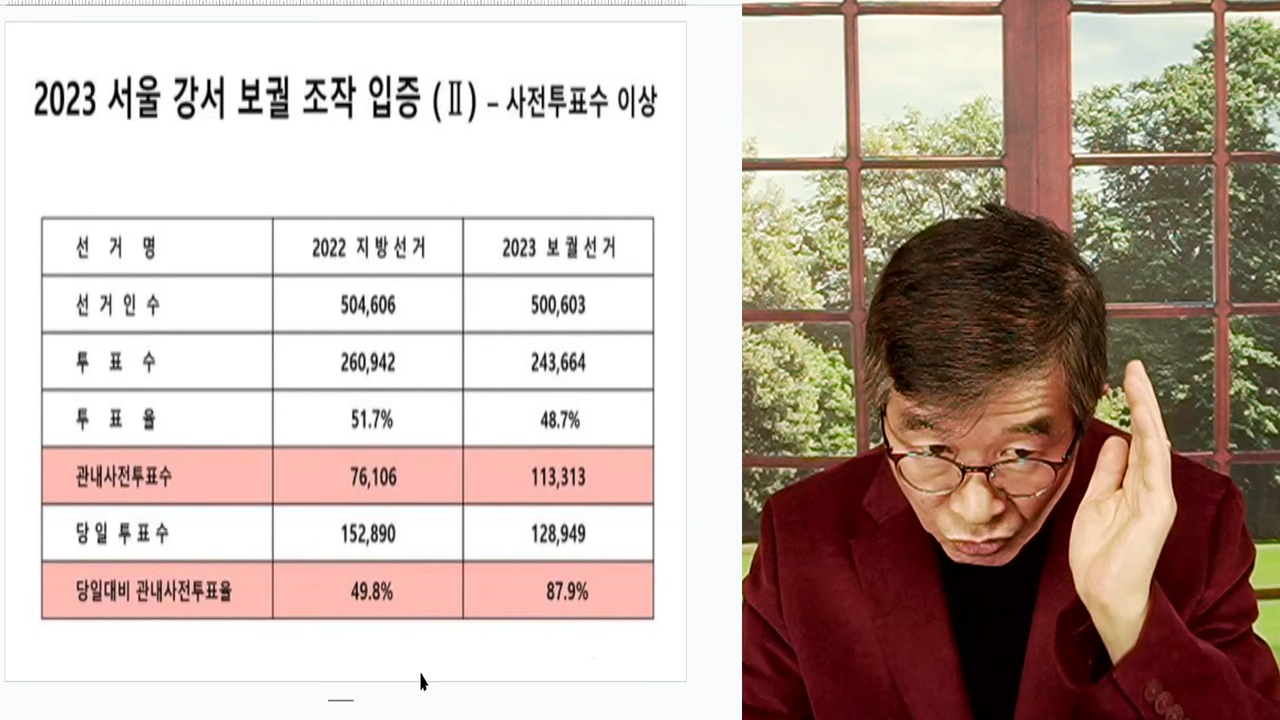 2023 서울 강서 보궐 조작 입증 (Ⅱ) – 사전투표수 이상
선 거 명 2022 지방선거 2023 보궐선거
선 거 인 수 504,606 500,603
투 표 수 260,942 243,664
투 표 율 51.7% 48.7%
관내사전투표수 76,106 113,313
당일 투표수 152,890 128,949
당일대비 관내사전투표율 49.8% 87.9%